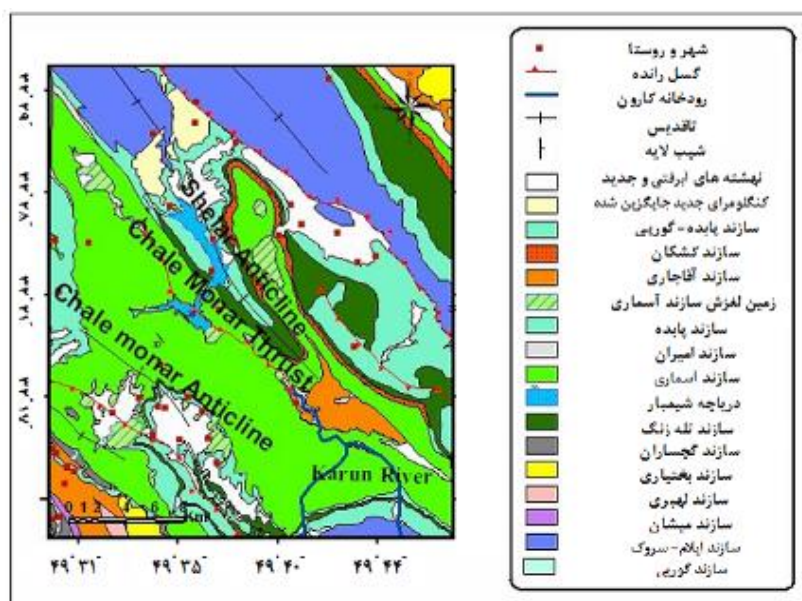 شهر و روستا
گسل رانده
رودخانه کارون
تاقدیس
شیب لایه
نهشته های آبرفتی و جدید
کنگلومرای جدید جایگزین شده
سازند پابده - گورپی
سازند کشکان
سازند آقاجاری
زمین لغزش سازند آسماری
سازند پابده
سازند امیران
سازند آسماری
دریاچه شیمبار
سازند تله زنگ
سازند گچساران
سازند بختیاری
سازند لهبری
سازند میشان
سازند ایلام - سروک
سازند گورپی
Shelar Anticline
Chale Monar Thrust
Chale monar Anticline
Karun River
Km
۴۹° ۳۱'
۴۹° ۳۵'
۴۹° ۴۰'
۴۹° ۴۴'